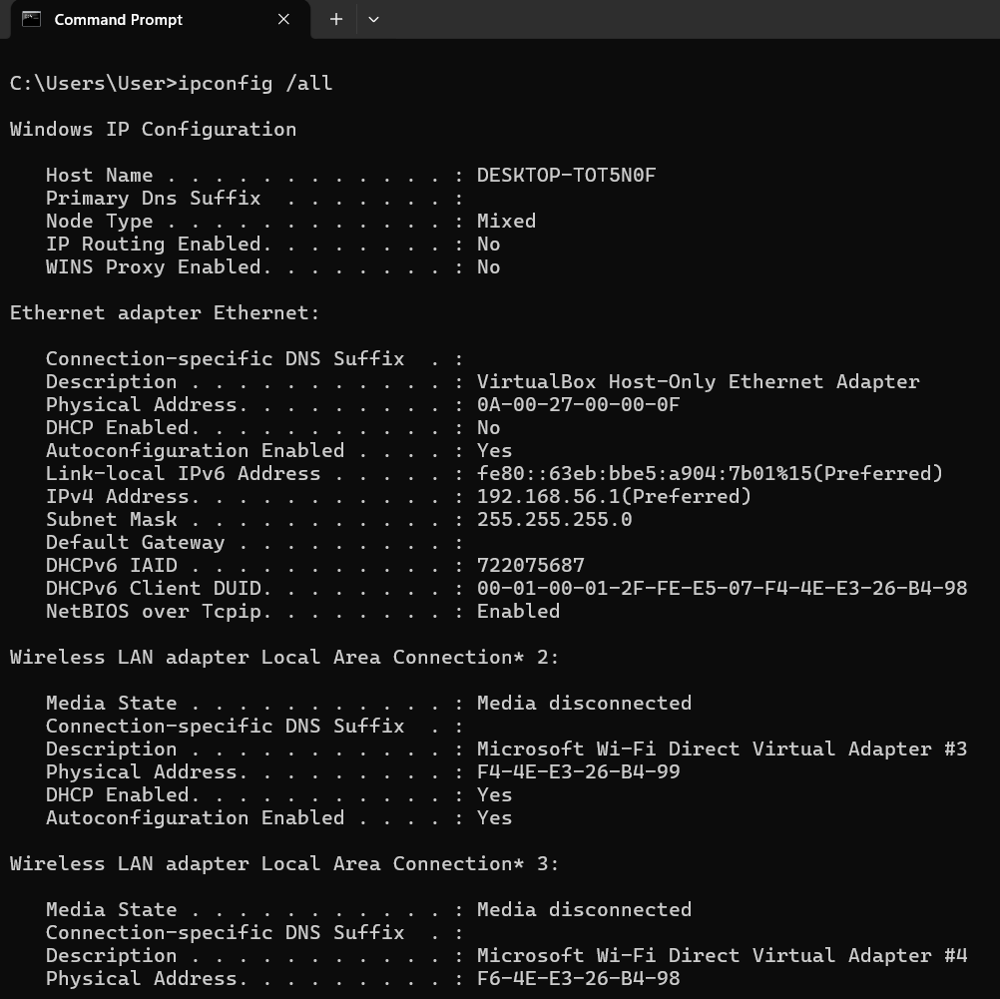 Command Prompt
C:\Users\User>ipconfig /all
Windows IP Configuration
Host Name . . . . . . . . . . . . : DESKTOP-TOT5N0F
Primary Dns Suffix  . . . . . . . :
Node Type . . . . . . . . . . . . : Mixed
IP Routing Enabled. . . . . . . . : No
WINS Proxy Enabled. . . . . . . . : No
Ethernet adapter Ethernet:
Connection-specific DNS Suffix  . :
Description . . . . . . . . . . . : VirtualBox Host-Only Ethernet Adapter
Physical Address. . . . . . . . . : 0A-00-27-00-00-0F
DHCP Enabled. . . . . . . . . . . : No
Autoconfiguration Enabled . . . . : Yes
Link-local IPv6 Address . . . . . : fe80::63eb:bbe5:a904:7b01%15(Preferred)
IPv4 Address. . . . . . . . . . . : 192.168.56.1(Preferred)
Subnet Mask . . . . . . . . . . . : 255.255.255.0
Default Gateway . . . . . . . . . :
DHCPv6 IAID . . . . . . . . . . . : 722075687
DHCPv6 Client DUID. . . . . . . . : 00-01-00-01-2F-FE-E5-07-F4-4E-E3-26-B4-98
NetBIOS over Tcpip. . . . . . . . : Enabled
Wireless LAN adapter Local Area Connection* 2:
Media State . . . . . . . . . . . : Media disconnected
Connection-specific DNS Suffix  . :
Description . . . . . . . . . . . : Microsoft Wi-Fi Direct Virtual Adapter #3
Physical Address. . . . . . . . . : F4-4E-E3-26-B4-99
DHCP Enabled. . . . . . . . . . . : Yes
Autoconfiguration Enabled . . . . : Yes
Wireless LAN adapter Local Area Connection* 3:
Media State . . . . . . . . . . . : Media disconnected
Connection-specific DNS Suffix  . :
Description . . . . . . . . . . . : Microsoft Wi-Fi Direct Virtual Adapter #4
Physical Address. . . . . . . . . : F6-4E-E3-26-B4-98